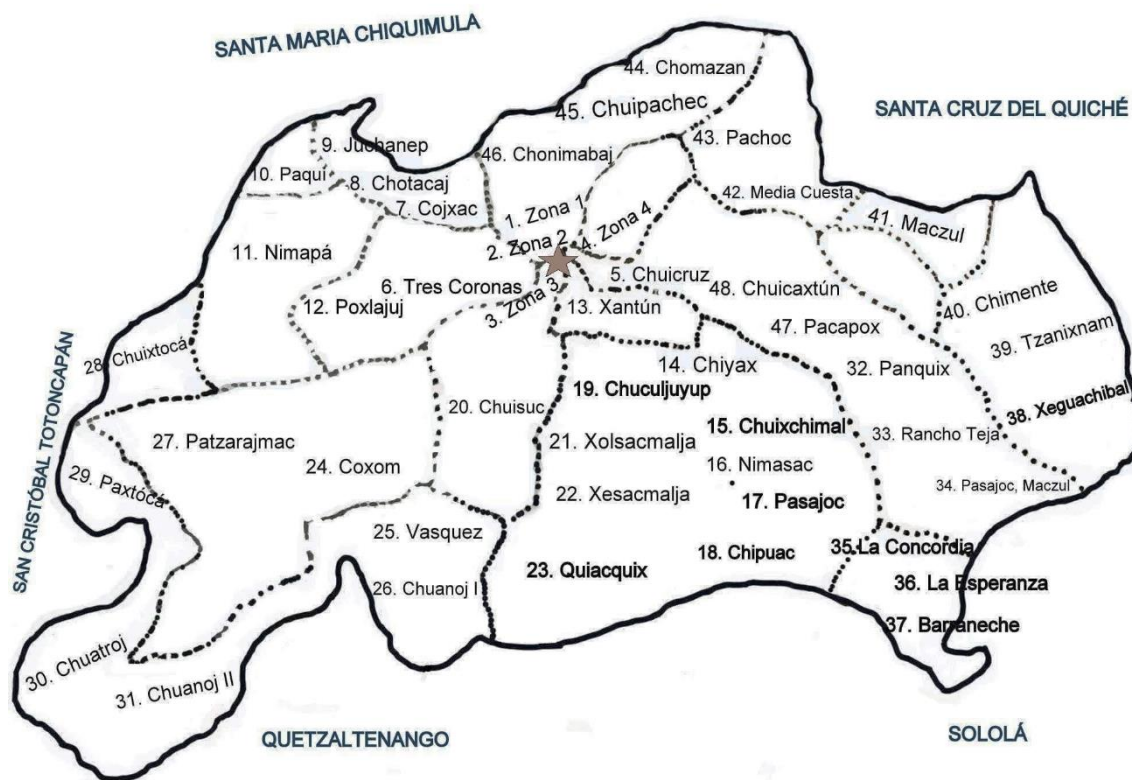 SANTA MARIA CHIQUIMULA
44. Chomazan
45. Chuipachec
SANTA CRUZ DEL QUICHÉ
43. Pachoc
9. Juchanep
46. Chonimabaj
10. Paquí
8. Chotacaj
42. Media Cuesta
7. Cojxac
1. Zona 1
41. Maczul
4. Zona 4
2. Zona 2
11. Nimapá
5. Chuicruz
6. Tres Coronas
48. Chuicaxtún
40. Chimente
3. Zona 3
12. Poxlajuj
13. Xantún
47. Pacapox
39. Tzanixnam
28. Chuixtocá
14. Chiyax
32. Panquix
19. Chuculjuyup
38. Xeguachibal
20. Chuisuc
15. Chuixchimal
27. Patzarajmac
21. Xolsacmalja
33. Rancho Teja
24. Coxom
16. Nimasac
29. Paxtócá
22. Xesacmalja
17. Pasajoc
34. Pasajoc, Maczul
SAN CRISTÓBAL TOTONCAPÁN
25. Vasquez
18. Chipuac
35. La Concordia
23. Quiacquix
26. Chuanoj I
36. La Esperanza
37. Barraneche
30. Chuatroj
31. Chuanoj II
QUETZALTENANGO
SOLOLÁ